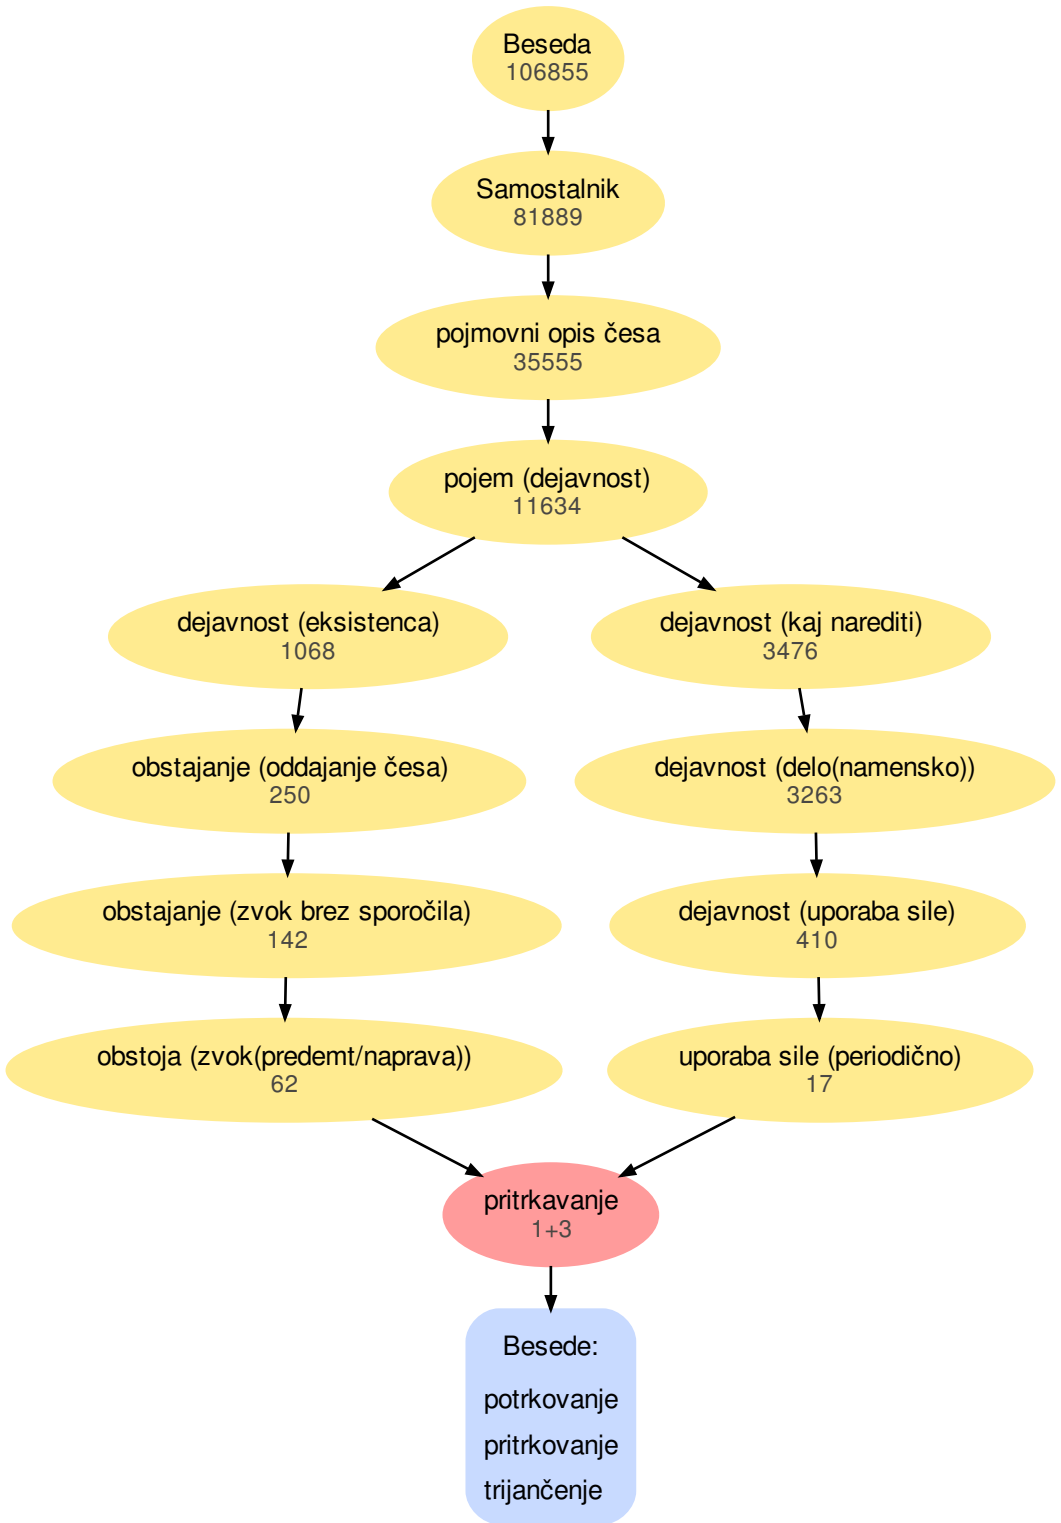 Beseda
106855
Samostalnik
81889
pojmovni opis česa
35555
pojem (dejavnost)
11634
dejavnost (eksistenca)
1068
dejavnost (kaj narediti)
3476
obstajanje (oddajanje česa)
250
dejavnost (delo(namensko))
3263
obstajanje (zvok brez sporočila)
142
dejavnost (uporaba sile)
410
obstoja (zvok(predemt/naprava))
62
uporaba sile (periodično)
17
pritrkavanje
1+3
Besede:
potrkovanje
pritrkovanje
trijančenje